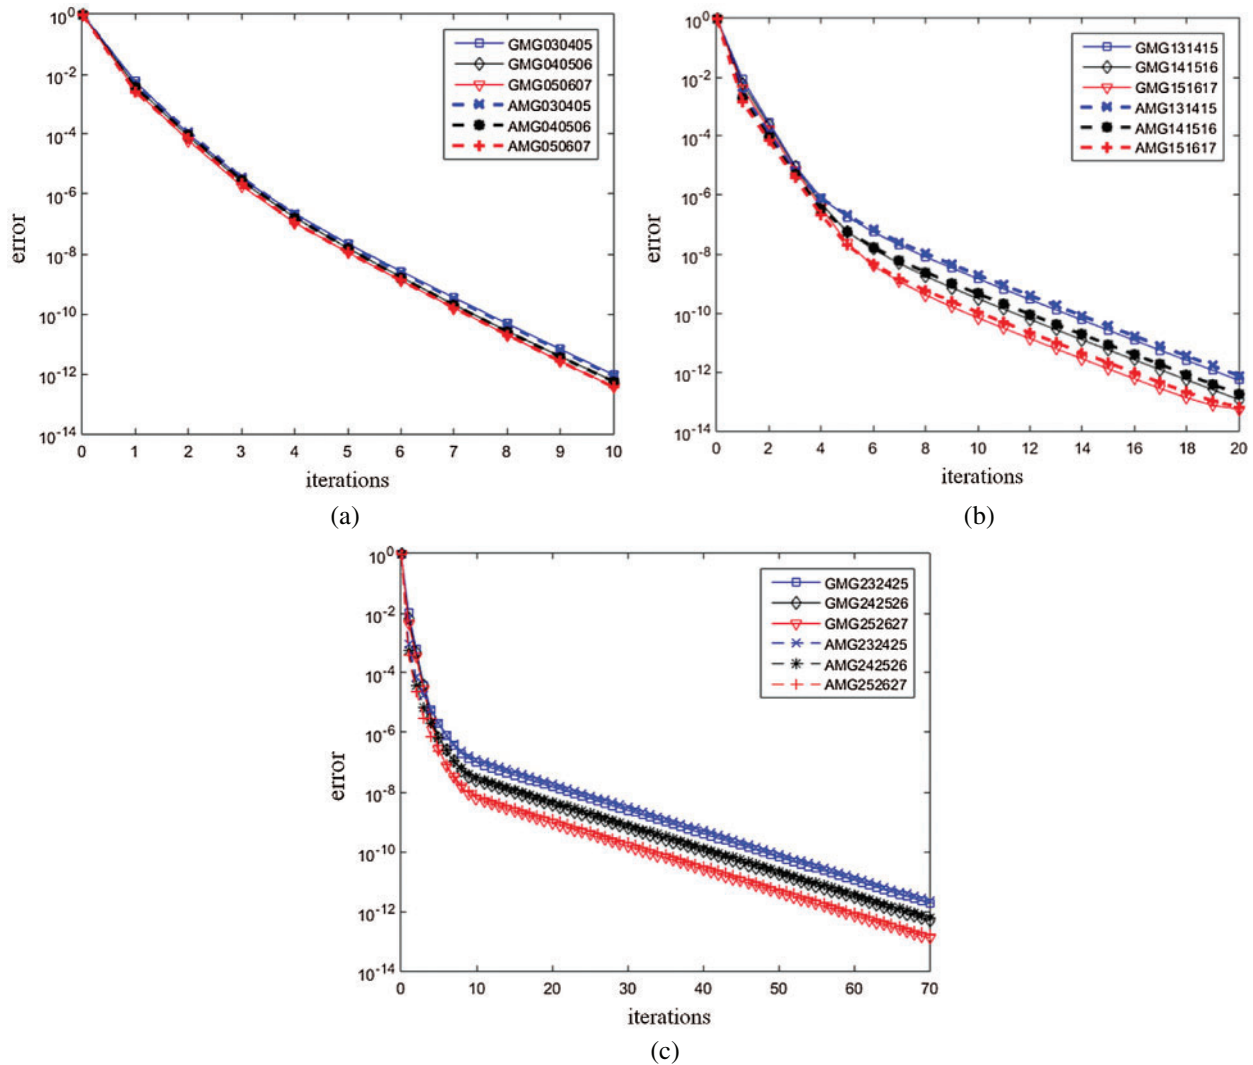 10^0
10^-2
10^-4
10^-6
10^-8
10^-10
10^-12
10^-14
error
0 1 2 3 4 5 6 7 8 9 10
iterations
GMG030405
GMG040506
GMG050607
AMG030405
AMG040506
AMG050607
(a)
10^0
10^-2
10^-4
10^-6
10^-8
10^-10
10^-12
10^-14
error
0 2 4 6 8 10 12 14 16 18 20
iterations
GMG131415
GMG141516
GMG151617
AMG131415
AMG141516
AMG151617
(b)
10^0
10^-2
10^-4
10^-6
10^-8
10^-10
10^-12
10^-14
error
0 10 20 30 40 50 60 70
iterations
GMG232425
GMG242526
GMG252627
AMG232425
AMG242526
AMG252627
(c)